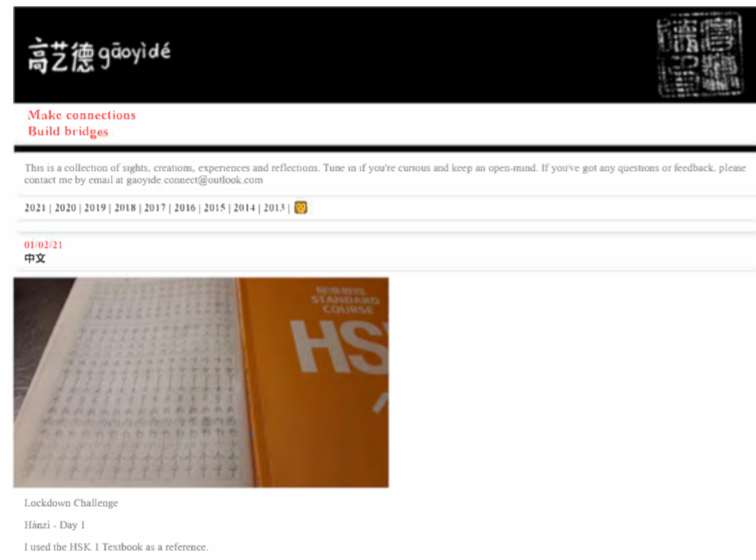 高艺德 gāoyìdé
Make connections
Build bridges
This is a collection of sights, creations, experiences and reflections. Tune in if you're curious and keep an open-mind. If you've got any questions or feedback, please
contact me by email at gaoyide.connect@outlook.com
2021 | 2020 | 2019 | 2018 | 2017 | 2016 | 2015 | 2014 | 2013 |
01/02/21
中文
STANDARD
COURSE
HS
Lockdown Challenge
Hànzì - Day 1
I used the HSK 1 Textbook as a reference.